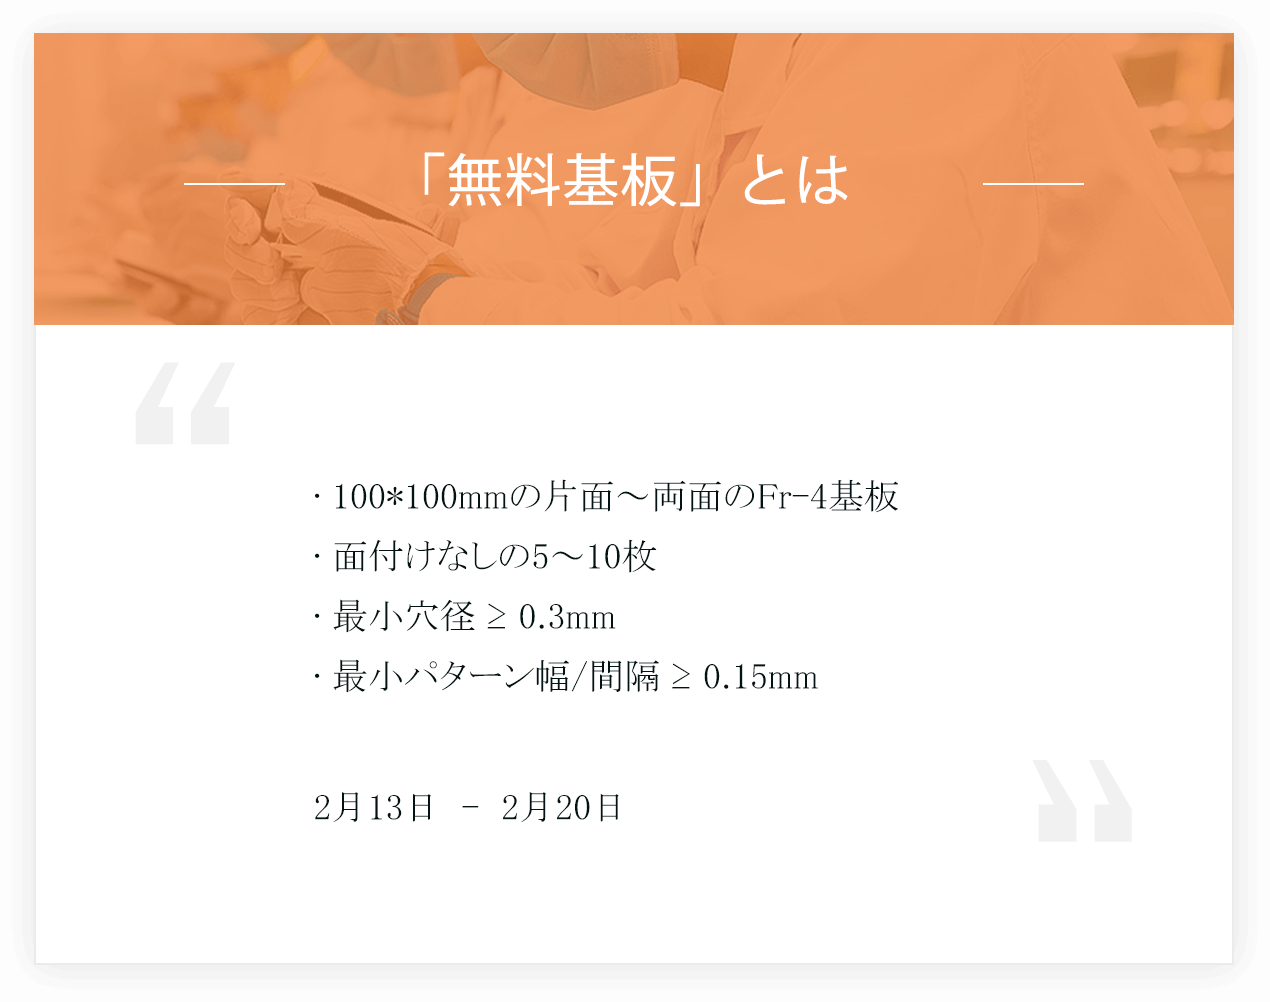 「無料基板」とは
· 100*100mmの片面～両面のFr-4基板
· 面付けなしの5～10枚
· 最小穴径 ≥ 0.3mm
· 最小パターン幅/間隔 ≥ 0.15mm
2月13日 - 2月20日